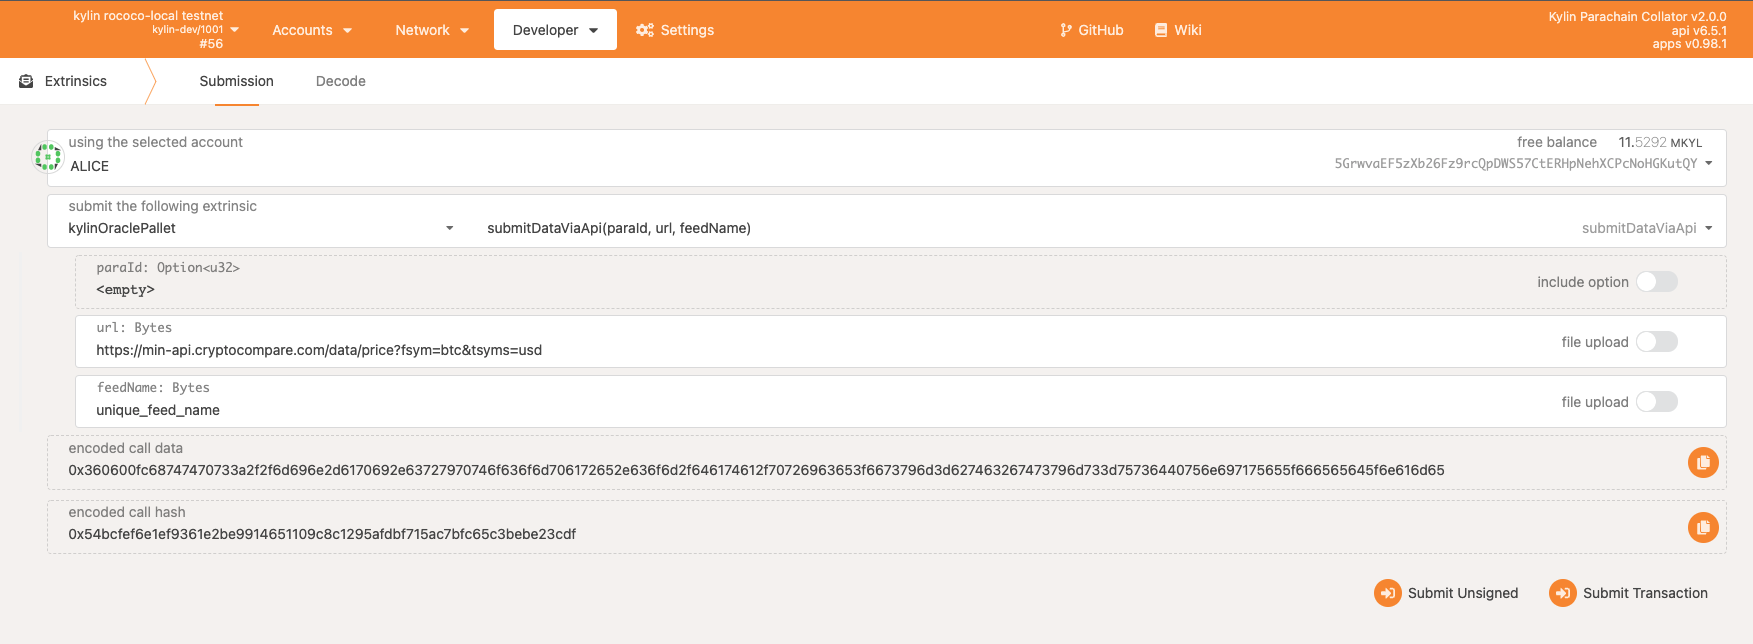 kylin rococo-local testnet
kylin-dev/1001
#56
Accounts
Network
Developer
Settings
GitHub
Wiki
Kylin Parachain Collator v2.0.0
api v6.5.1
apps v0.98.1
Extrinsics
Submission
Decode
using the selected account
ALICE
free balance 11.5292 MKYL
5GrwvaEF5zXb26Fz9rcQpDWS57CtERHpNehXCPcNoHGKutQY
submit the following extrinsic
kylinOraclePallet
submitDataViaApi(paraId, url, feedName)
submitDataViaApi
paraId: Option<u32>
<empty>
include option
url: Bytes
https://min-api.cryptocompare.com/data/price?fsym=btc&tsyms=usd
file upload
feedName: Bytes
unique_feed_name
file upload
encoded call data
0x360600fc68747470733a2f2f6d696e2d6170692e63727970746f636f6d706172652e636f6d2f646174612f70726963653f6673796d3d627463267473796d733d75736440756e697175655f666565645f6e616d65
encoded call hash
0x54bcfef6e1ef9361e2be9914651109c8c1295afdbf715ac7bfc65c3bebe23cdf
Submit Unsigned
Submit Transaction